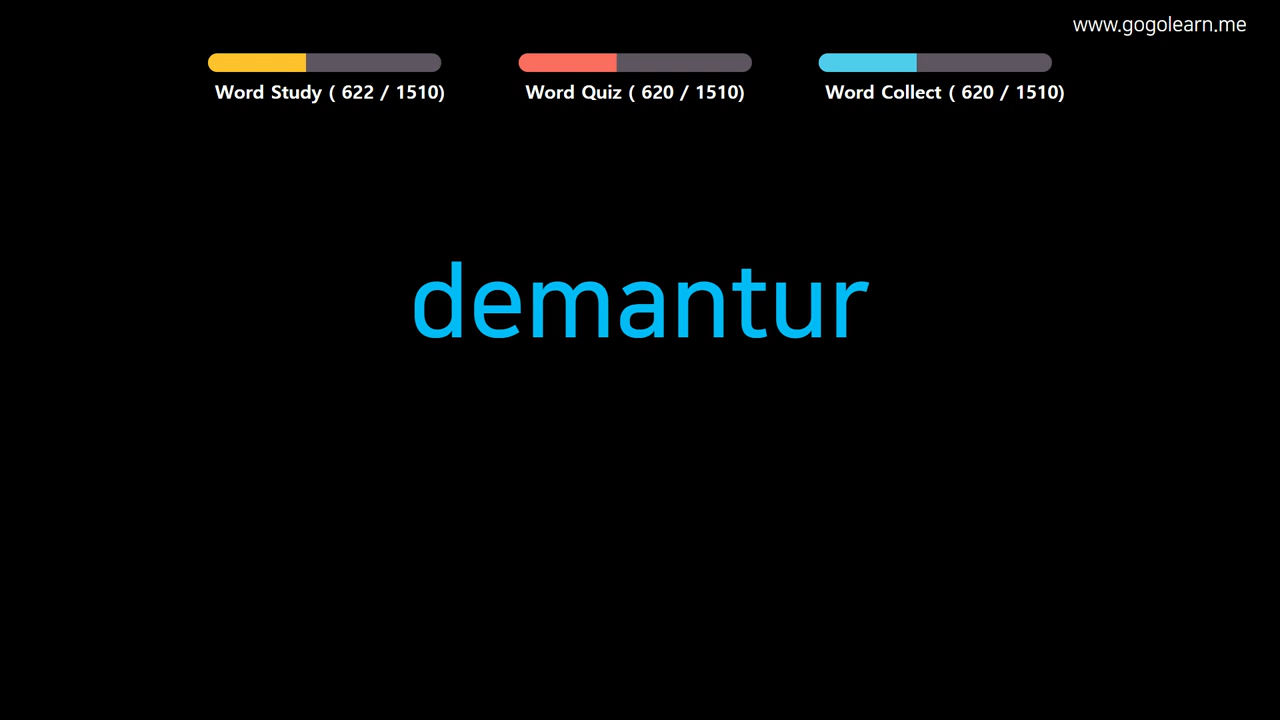 www.gogolearn.me
Word Study ( 622 / 1510)
Word Quiz ( 620 / 1510)
Word Collect ( 620 / 1510)
demantur